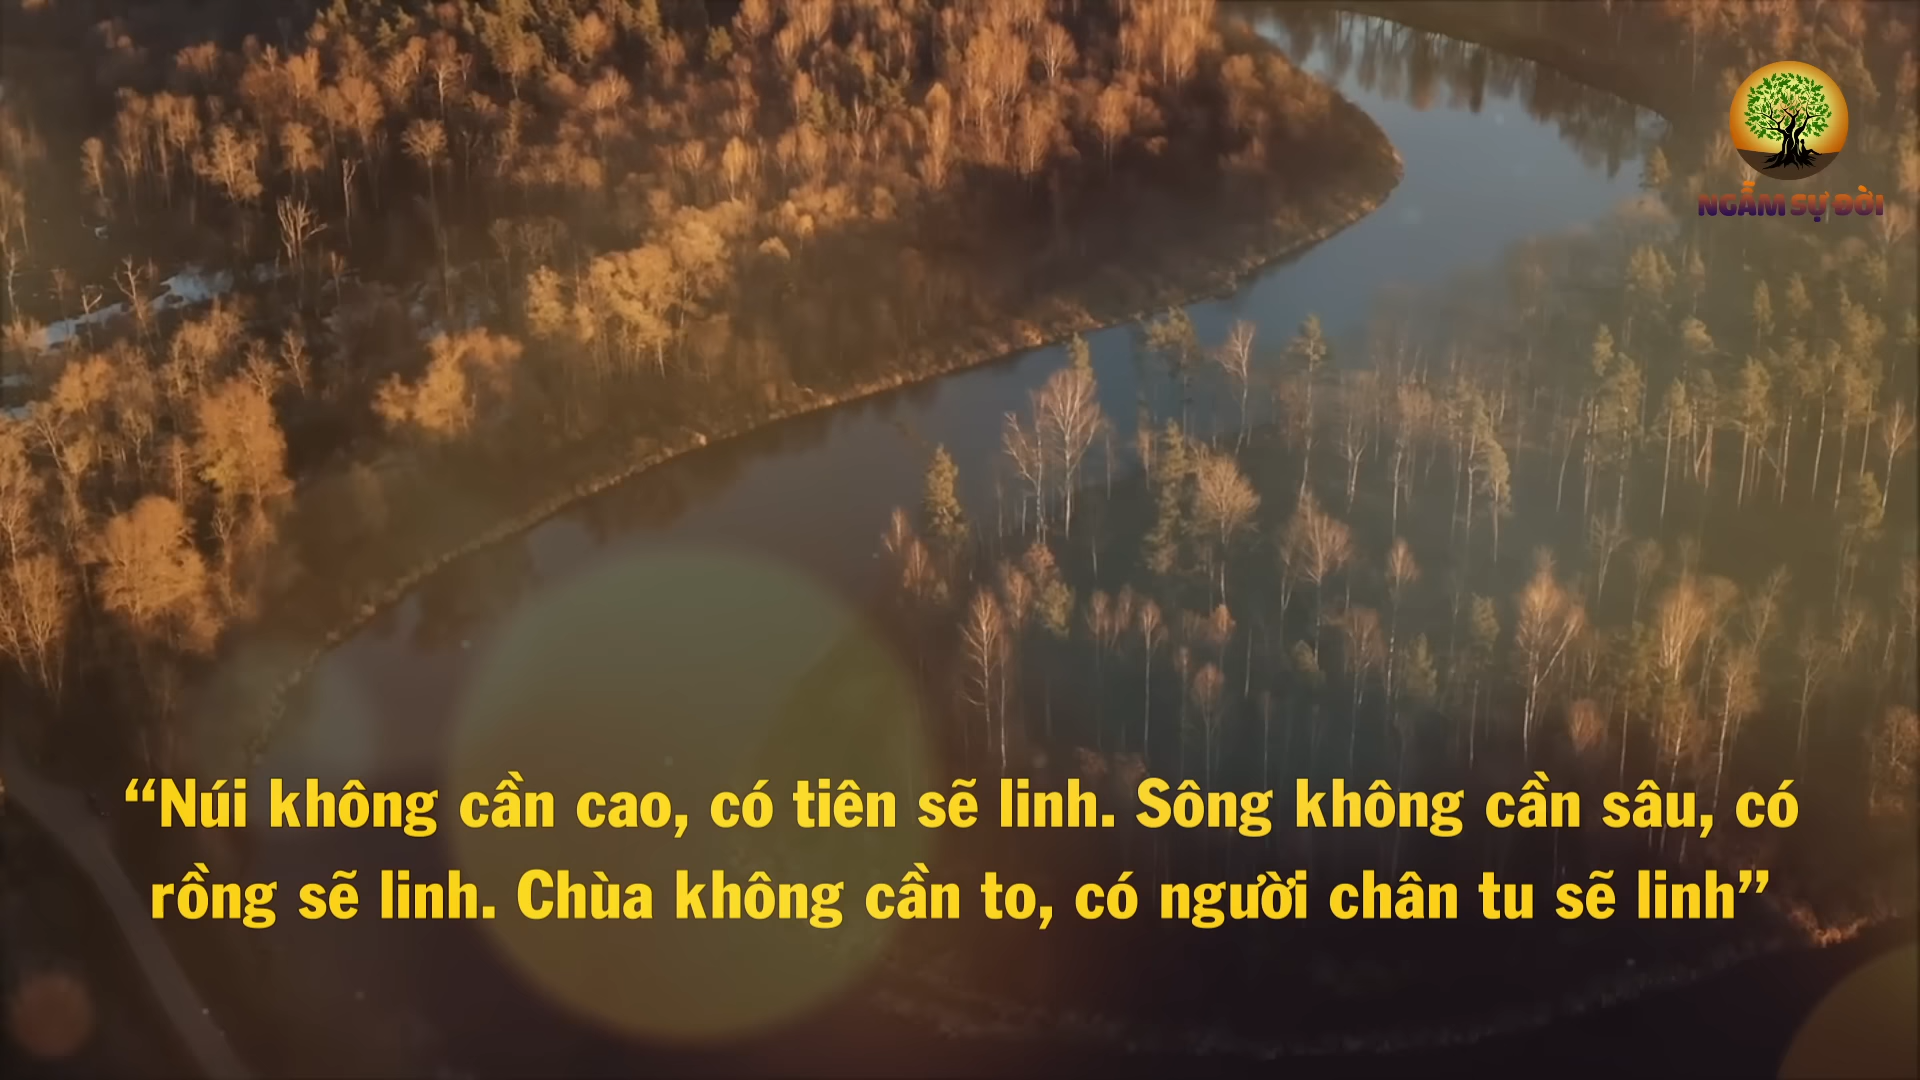 NGẪM SỰ ĐỜI
“Núi không cần cao, có tiên sẽ linh. Sông không cần sâu, có
rồng sẽ linh. Chùa không cần to, có người chân tu sẽ linh”